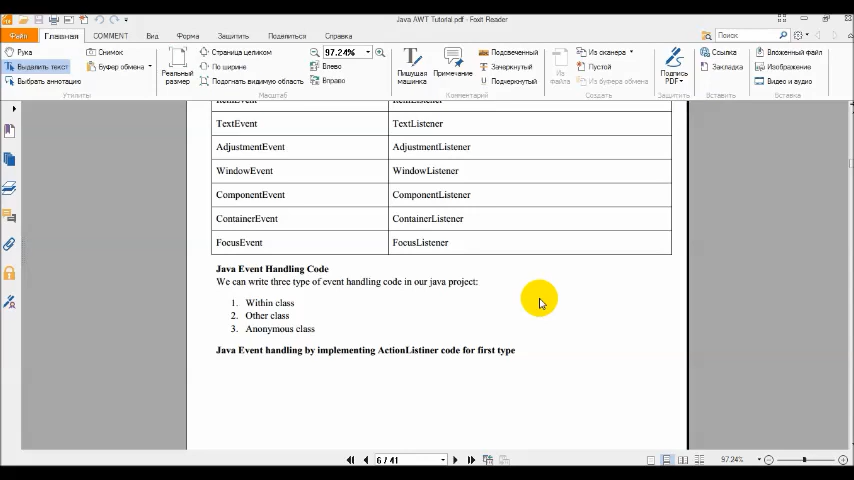 Java AWT Tutorial.pdf - Foxit Reader
Файл
Главная
COMMENT
Вид
Форма
Защитить
Поделиться
Справка
Поиск
Рука
Выделить текст
Выбрать аннотацию
Снимок
Буфер обмена
Утилиты
Реальный размер
Страница целиком
По ширине
Подогнать видимую область
97.24%
Влево
Вправо
Масштаб
Пишущая машинка
Примечание
Подсвеченный
Зачеркнутый
Подчеркнутый
Комментарий
Из файла
Из сканера
Пустой
Из буфера обмена
Создать
Подпись PDF
Защитить
Ссылка
Закладка
Вставить
Вложенный файл
Изображение
Видео и аудио
Вставка
TextEvent TextListener
AdjustmentEvent AdjustmentListener
WindowEvent WindowListener
ComponentEvent ComponentListener
ContainerEvent ContainerListener
FocusEvent FocusListener
Java Event Handling Code
We can write three type of event handling code in our java project:
1. Within class
2. Other class
3. Anonymous class
Java Event handling by implementing ActionListiner code for first type
6 / 41
97.24%